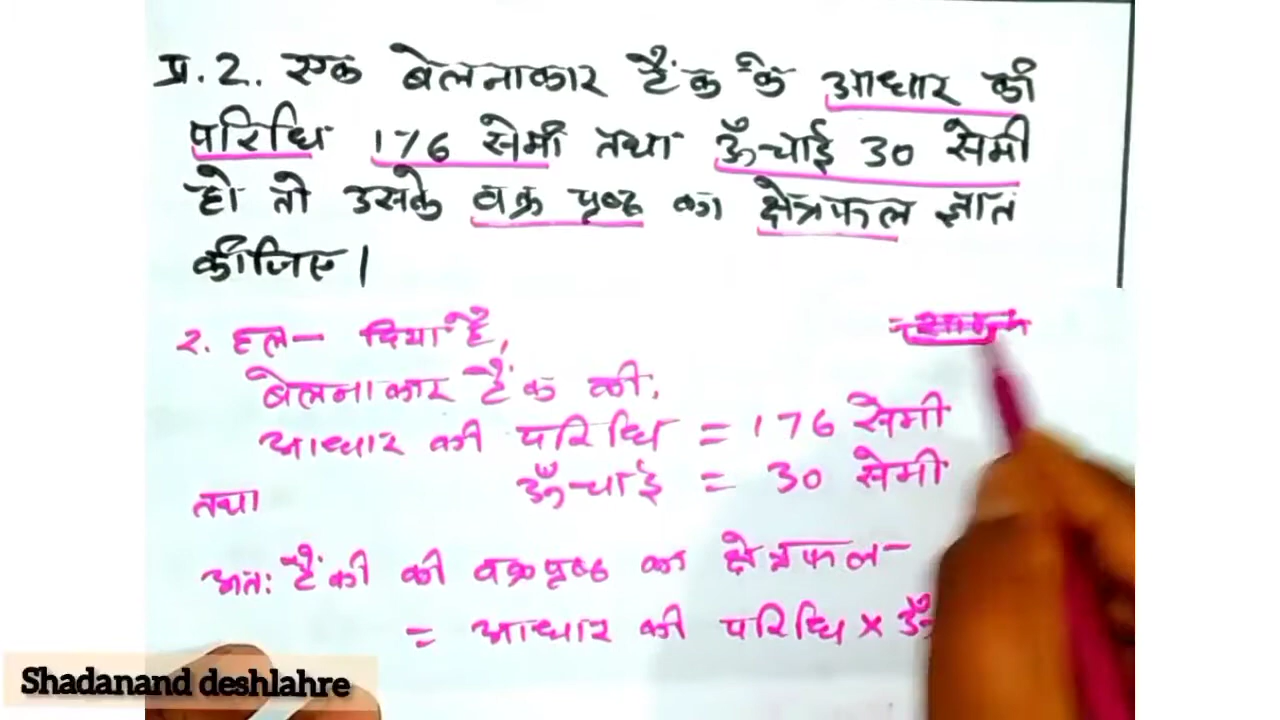 प्र.2. एक बेलनाकार टैंक के आधार की
परिधि 176 सेमी तथा ऊँचाई 30 सेमी
हो तो उसके वक्र पृष्ठ का क्षेत्रफल ज्ञात
कीजिए।
2. हल- दिया है,
बेलनाकार टैंक की,
आधार की परिधि = 176 सेमी
तथा ऊँचाई = 30 सेमी
अतः टैंकी की वक्रपृष्ठ का क्षेत्रफल-
= आधार की परिधि ×
Shadanand deshlahre